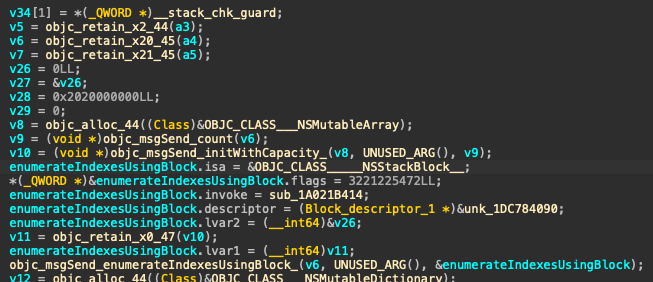 v34[1] = *(_QWORD *)__stack_chk_guard;
v5 = objc_retain_x2_44(a3);
v6 = objc_retain_x20_45(a4);
v7 = objc_retain_x21_45(a5);
v26 = 0LL;
v27 = &v26;
v28 = 0x2020000000LL;
v29 = 0;
v8 = objc_alloc_44((Class)&OBJC_CLASS___NSMutableArray);
v9 = (void *)objc_msgSend_count(v6);
v10 = (void *)objc_msgSend_initWithCapacity_(v8, UNUSED_ARG(), v9);
enumerateIndexesUsingBlock.isa = &OBJC_CLASS_____NSStackBlock__;
*(_QWORD *)&enumerateIndexesUsingBlock.flags = 3221225472LL;
enumerateIndexesUsingBlock.invoke = sub_1A021B414;
enumerateIndexesUsingBlock.descriptor = (Block_descriptor_1 *)&unk_1DC784090;
enumerateIndexesUsingBlock.lvar2 = (__int64)&v26;
v11 = objc_retain_x0_47(v10);
enumerateIndexesUsingBlock.lvar1 = (__int64)v11;
objc_msgSend_enumerateIndexesUsingBlock_(v6, UNUSED_ARG(), &enumerateIndexesUsingBlock);
v12 = objc_alloc_44((Class)&OBJC_CLASS___NSMutableDictionary);